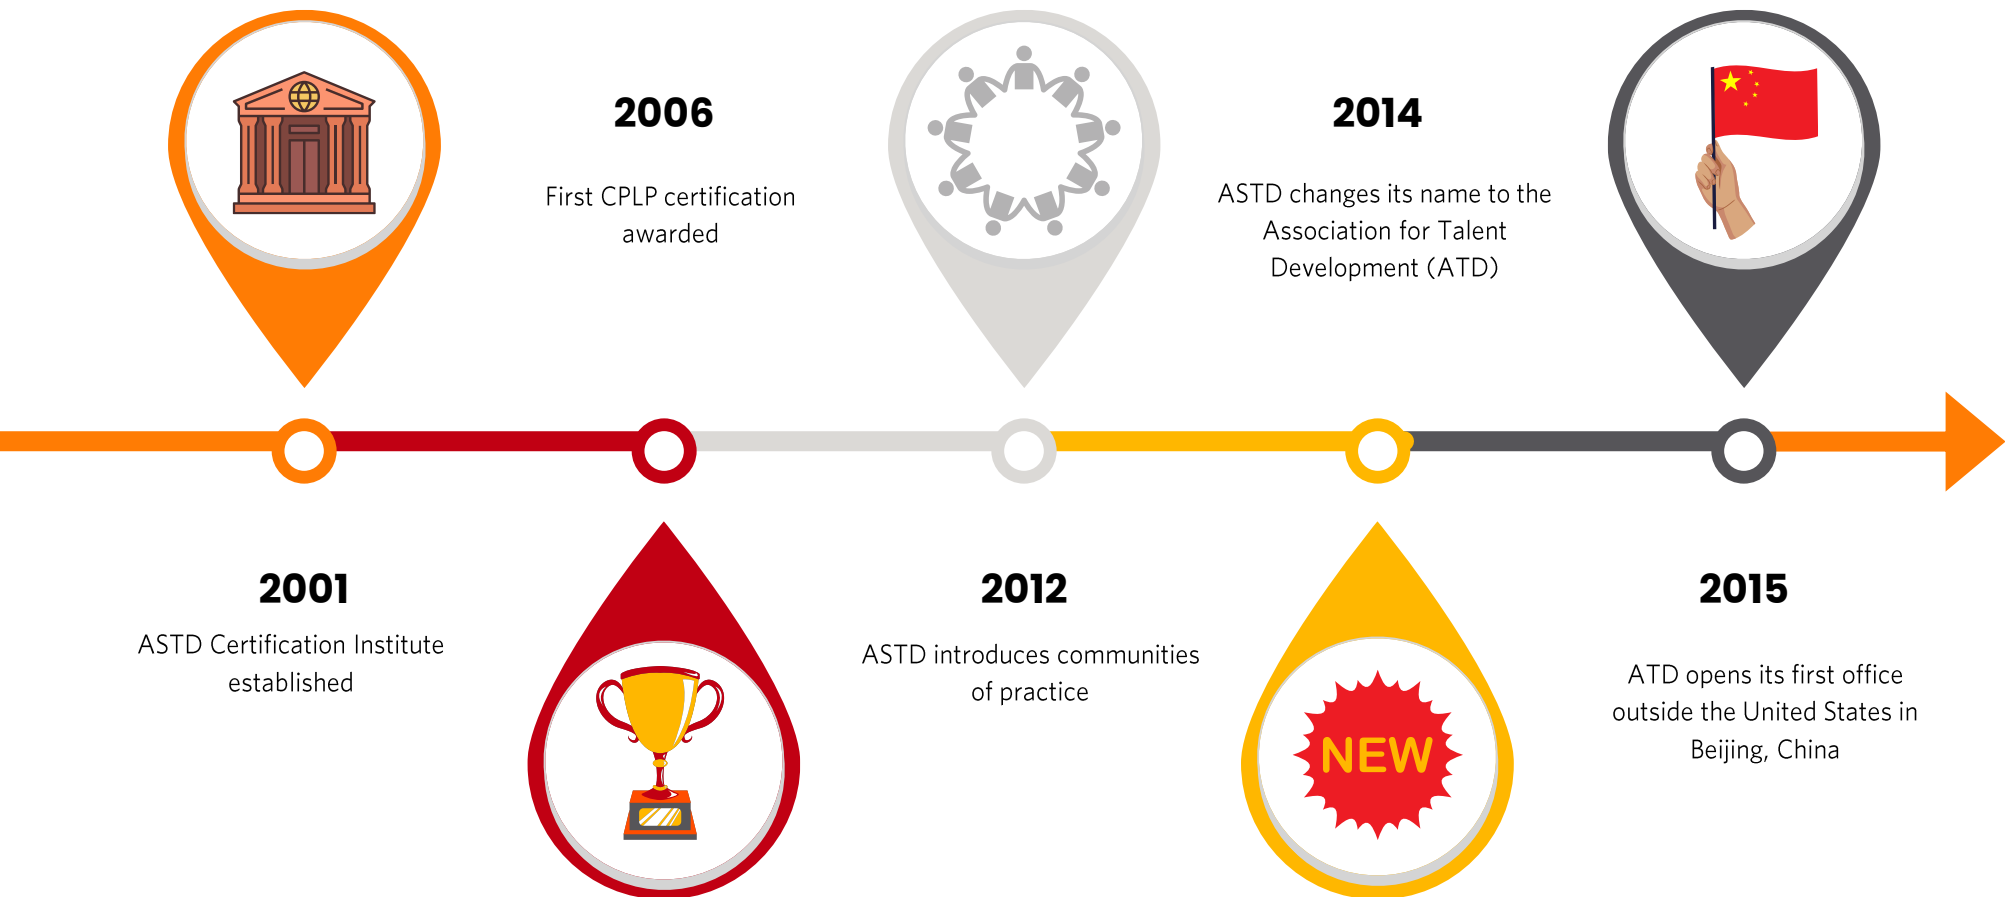 2001
ASTD Certification Institute
established
2006
First CPLP certification
awarded
2012
ASTD introduces communities
of practice
2014
ASTD changes its name to the
Association for Talent
Development (ATD)
NEW
2015
ATD opens its first office
outside the United States in
Beijing, China